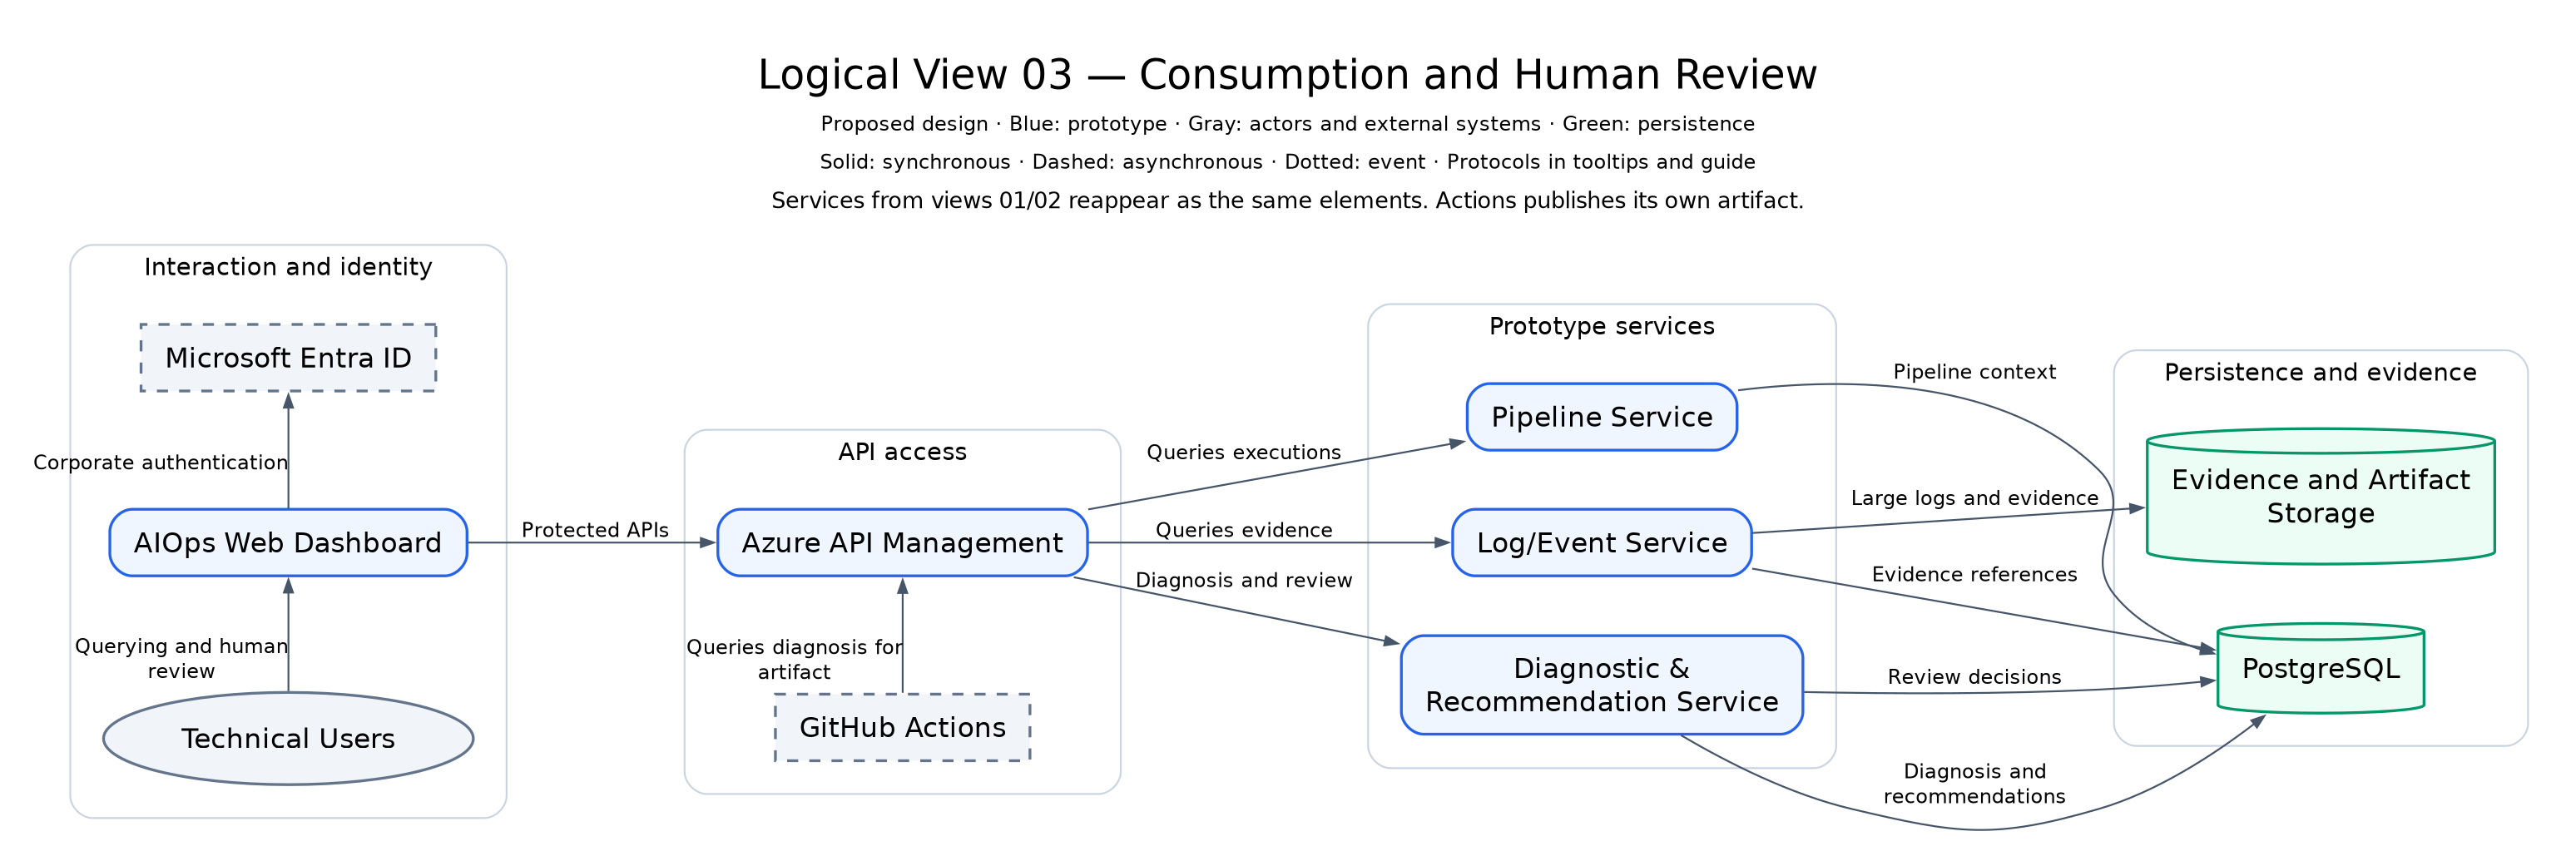 Logical View 03 — Consumption and Human Review
Proposed design · Blue: prototype · Gray: actors and external systems · Green: persistence
Solid: synchronous · Dashed: asynchronous · Dotted: event · Protocols in tooltips and guide
Services from views 01/02 reappear as the same elements. Actions publishes its own artifact.
Interaction and identity
Microsoft Entra ID
Corporate authentication
AIOps Web Dashboard
Querying and human
review
Technical Users
Protected APIs
API access
Azure API Management
Queries diagnosis for
artifact
GitHub Actions
Queries executions
Queries evidence
Diagnosis and review
Prototype services
Pipeline Service
Log/Event Service
Diagnostic &
Recommendation Service
Pipeline context
Large logs and evidence
Evidence references
Review decisions
Diagnosis and
recommendations
Persistence and evidence
Evidence and Artifact
Storage
PostgreSQL